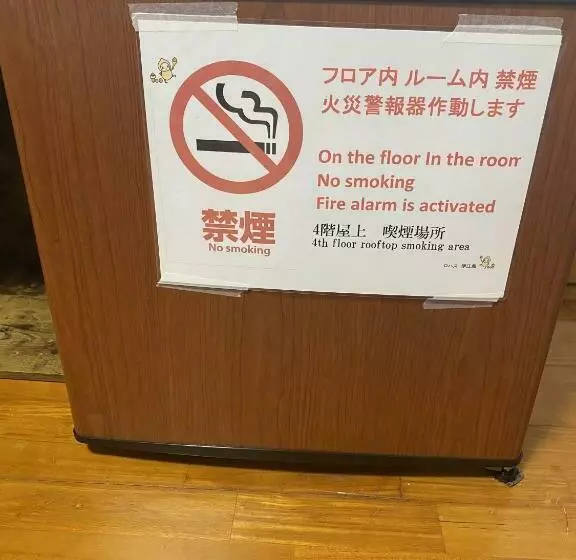 フロア内 ルーム内 禁煙
火災警報器作動します
On the floor In the room
No smoking
Fire alarm is activated
4階屋上 喫煙場所
4th floor rooftop smoking area
禁煙
No smoking